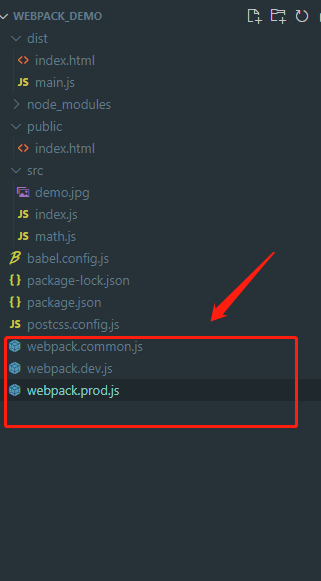 WEBPACK_DEMO
dist
index.html
JS main.js
node_modules
public
index.html
src
demo.jpg
JS index.js
JS math.js
babel.config.js
{} package-lock.json
{} package.json
JS postcss.config.js
webpack.common.js
webpack.dev.js
webpack.prod.js